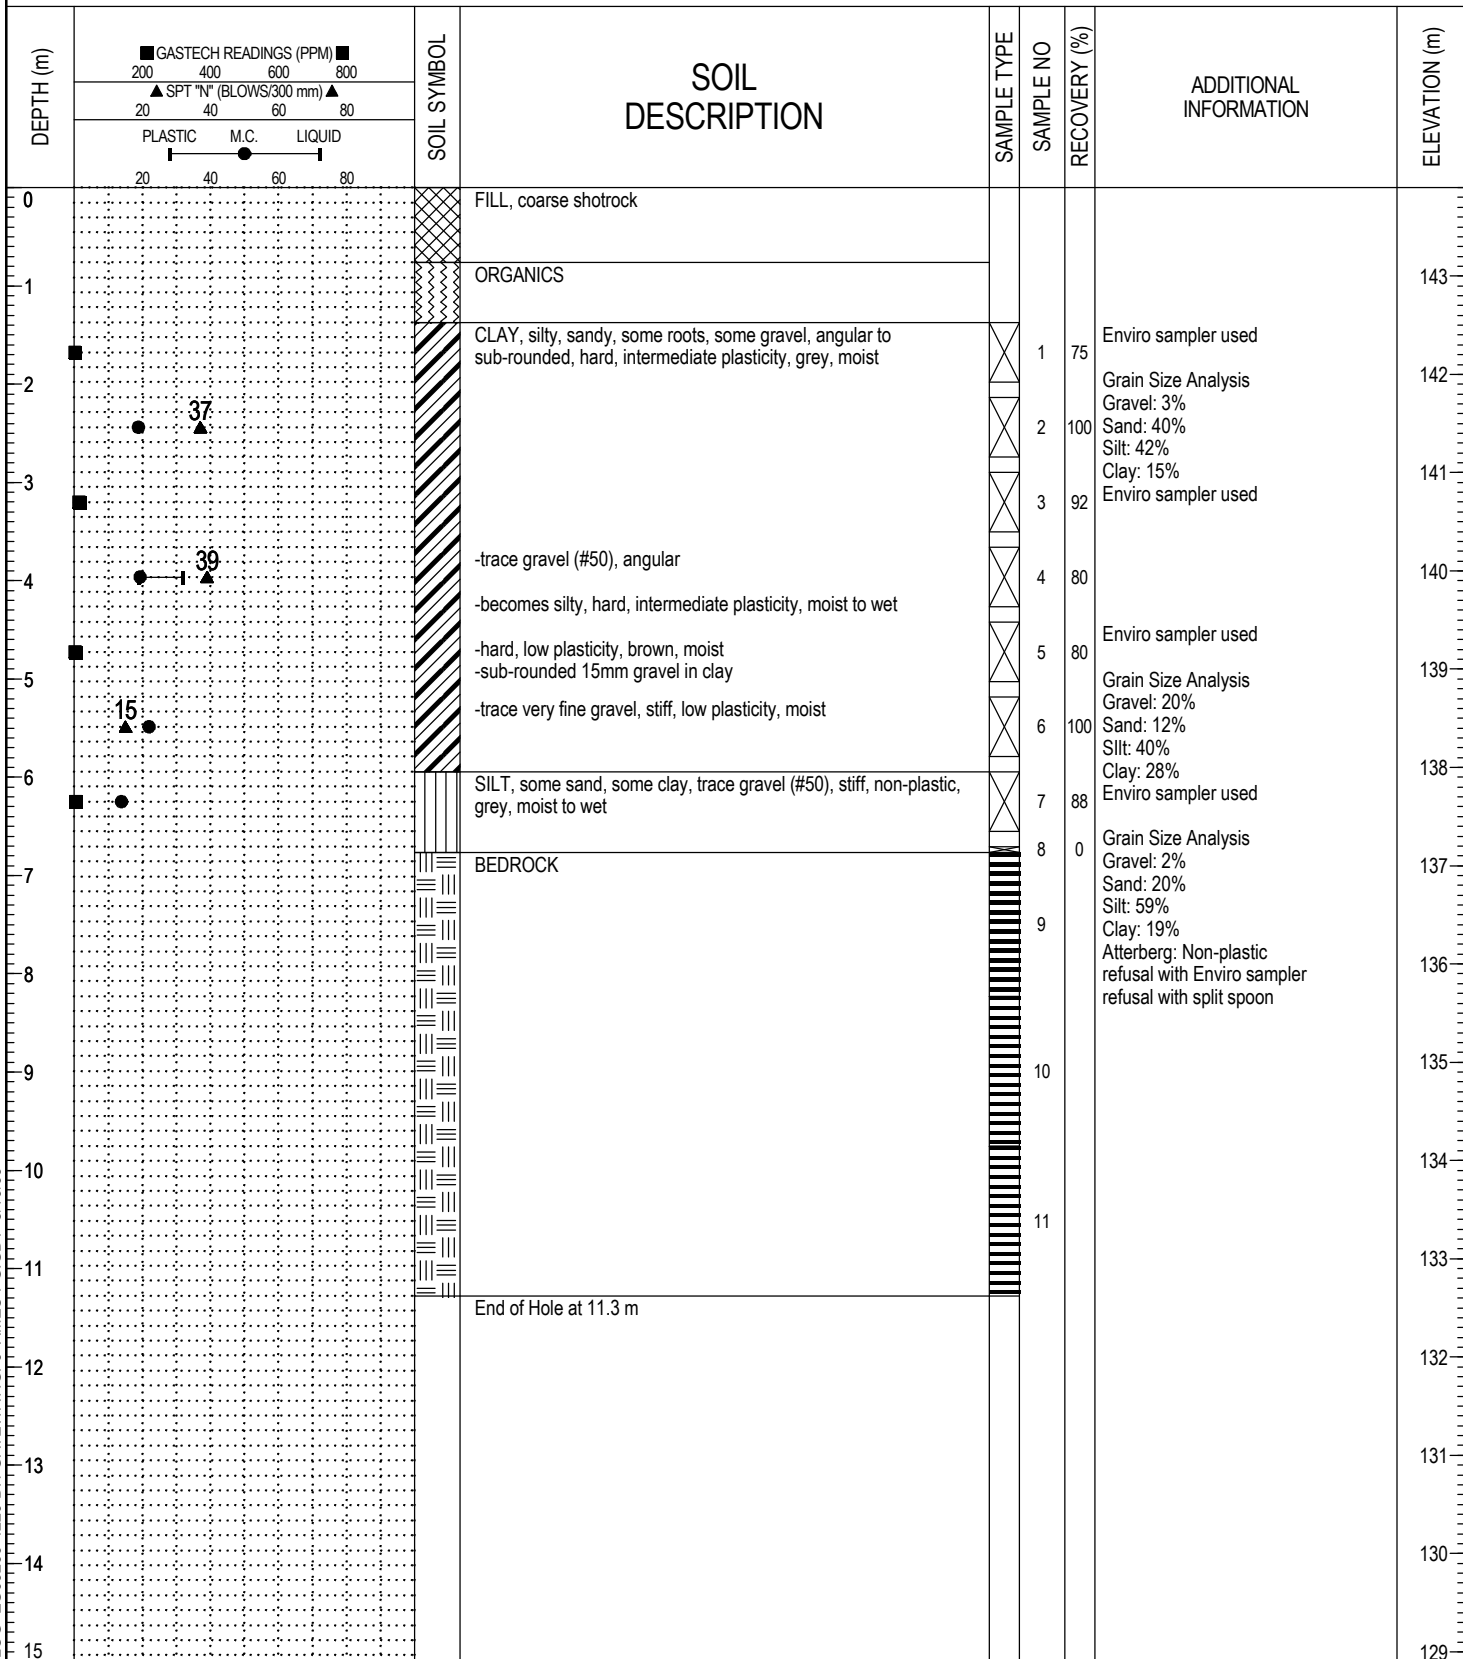 DEPTH (m)
■ GASTECH READINGS (PPM) ■
200 400 600 800
▲ SPT "N" (BLOWS/300 mm) ▲
20 40 60 80
PLASTIC M.C. LIQUID
20 40 60 80
SOIL SYMBOL
SOIL
DESCRIPTION
SAMPLE TYPE
SAMPLE NO
RECOVERY (%)
ADDITIONAL
INFORMATION
ELEVATION (m)
0
1
2
3
4
5
6
7
8
9
10
11
12
13
14
15
37
39
15
FILL, coarse shotrock
ORGANICS
CLAY, silty, sandy, some roots, some gravel, angular to
sub-rounded, hard, intermediate plasticity, grey, moist
-trace gravel (#50), angular
-becomes silty, hard, intermediate plasticity, moist to wet
-hard, low plasticity, brown, moist
-sub-rounded 15mm gravel in clay
-trace very fine gravel, stiff, low plasticity, moist
SILT, some sand, some clay, trace gravel (#50), stiff, non-plastic,
grey, moist to wet
BEDROCK
End of Hole at 11.3 m
1 75
2 100
3 92
4 80
5 80
6 100
7 88
8 0
9
10
11
Enviro sampler used
Grain Size Analysis
Gravel: 3%
Sand: 40%
Silt: 42%
Clay: 15%
Enviro sampler used
Enviro sampler used
Grain Size Analysis
Gravel: 20%
Sand: 12%
SIlt: 40%
Clay: 28%
Enviro sampler used
Grain Size Analysis
Gravel: 2%
Sand: 20%
Silt: 59%
Clay: 19%
Atterberg: Non-plastic
refusal with Enviro sampler
refusal with split spoon
143
142
141
140
139
138
137
136
135
134
133
132
131
130
129